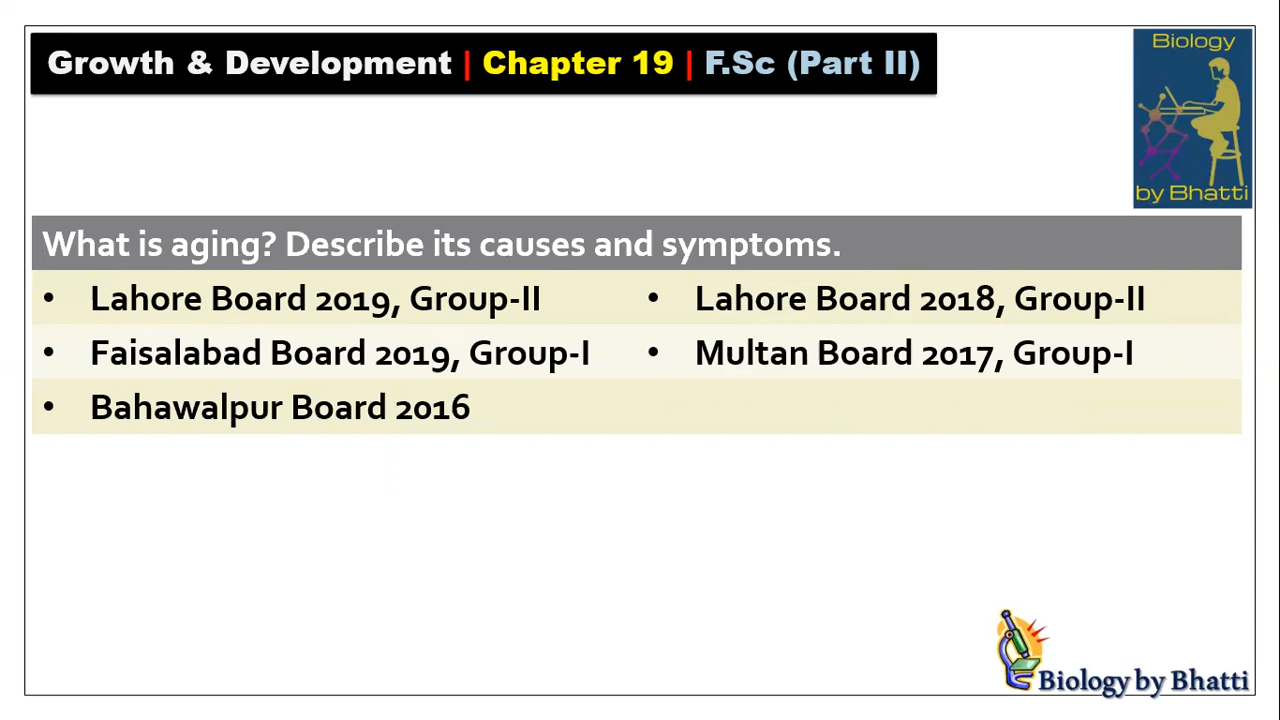 Growth & Development | Chapter 19 | F.Sc (Part II)
Biology
by Bhatti
What is aging? Describe its causes and symptoms.
• Lahore Board 2019, Group-II
• Lahore Board 2018, Group-II
• Faisalabad Board 2019, Group-I
• Multan Board 2017, Group-I
• Bahawalpur Board 2016
Biology by Bhatti